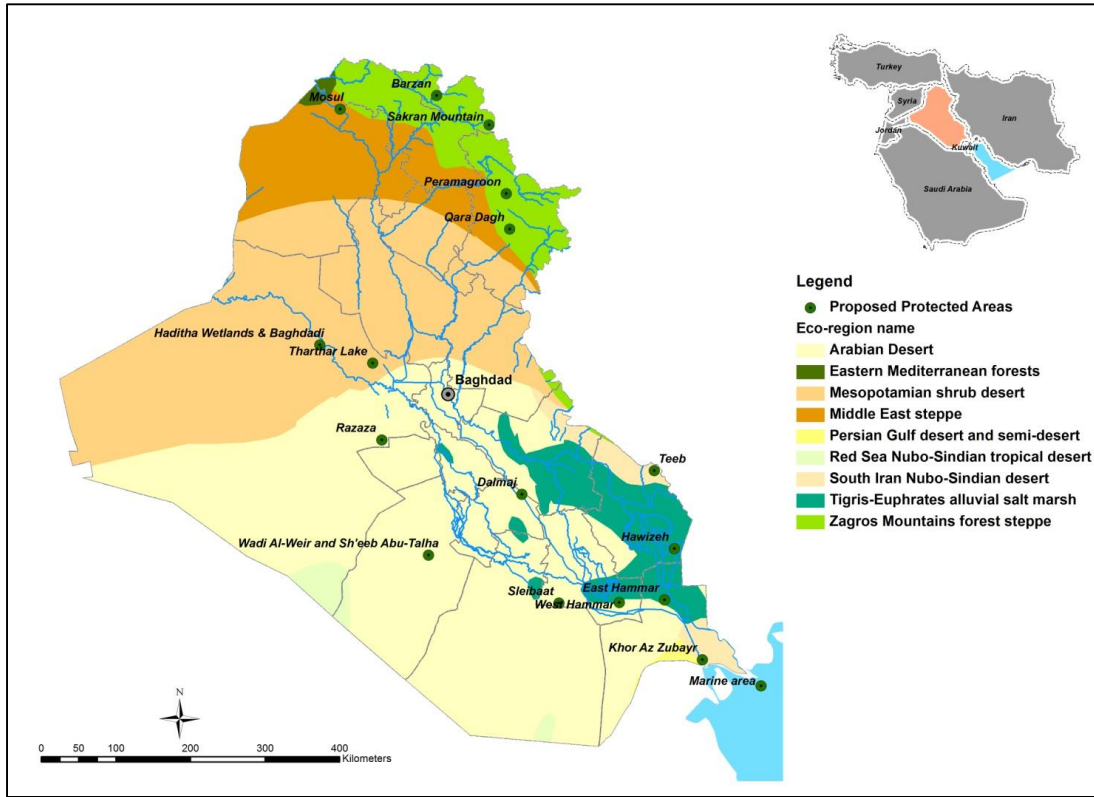 Turkey
Syria
Iran
Jordan
Kuwait
Saudi Arabia
Barzan
Mosul
Sakran Mountain
Peramagroon
Qara Dagh
Haditha Wetlands & Baghdadi
Tharthar Lake
Baghdad
Razaza
Teeb
Dalmaj
Hawizeh
Wadi Al-Weir and Sh'eeb Abu-Talha
Sleibaat
East Hammar
West Hammar
Khor Az Zubayr
Marine area
Legend
Proposed Protected Areas
Eco-region name
Arabian Desert
Eastern Mediterranean forests
Mesopotamian shrub desert
Middle East steppe
Persian Gulf desert and semi-desert
Red Sea Nubo-Sindian tropical desert
South Iran Nubo-Sindian desert
Tigris-Euphrates alluvial salt marsh
Zagros Mountains forest steppe
N
0 50 100 200 300 400
Kilometers